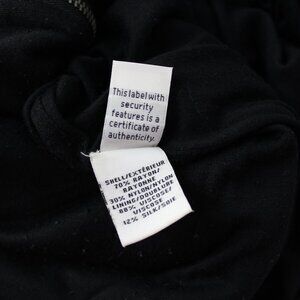 This label with
security
features is a
certificate of
authenticity.
SHELL/EXTÉRIEUR
70% RAYON/
RAYONNE
30% NYLON/NYLON
LINING/DOUBLURE
88% VISCOSE/
VISCOSE
12% SILK/SOIE